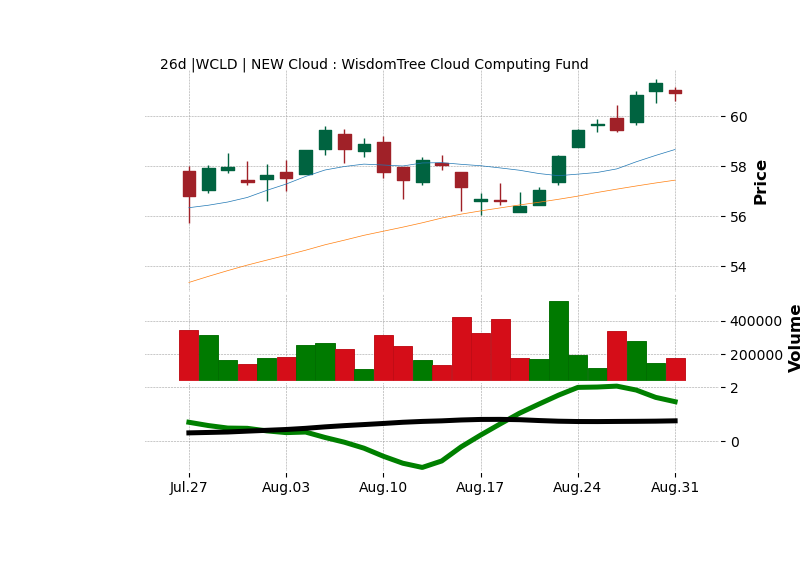 26d |WCLD | NEW Cloud : WisdomTree Cloud Computing Fund
60
58
56
54
Price
400000
200000
Volume
2
0
Jul.27 Aug.03 Aug.10 Aug.17 Aug.24 Aug.31